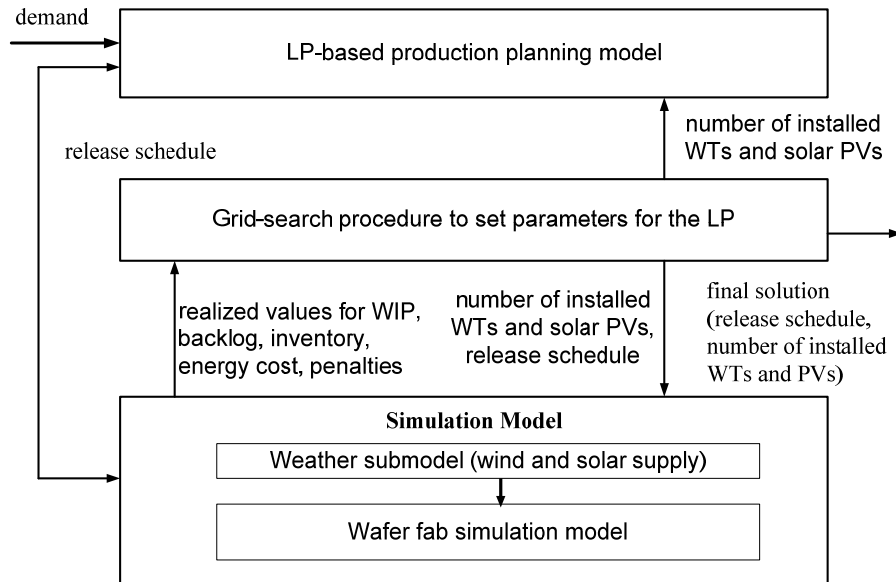 demand
LP-based production planning model
release schedule
number of installed
WTs and solar PVs
Grid-search procedure to set parameters for the LP
realized values for WIP,
backlog, inventory,
energy cost, penalties
number of installed
WTs and solar PVs,
release schedule
final solution
(release schedule,
number of installed
WTs and PVs)
Simulation Model
Weather submodel (wind and solar supply)
Wafer fab simulation model